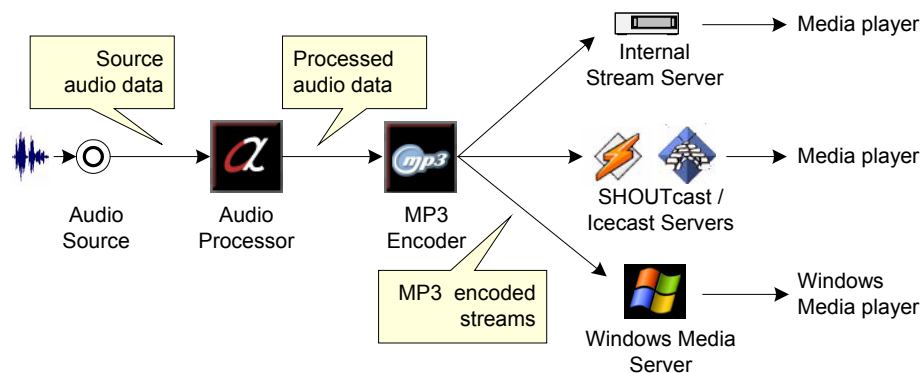 Source
audio data
Processed
audio data
Internal
Stream Server
Media player
Audio
Source
α
Audio
Processor
mp3
MP3
Encoder
SHOUTcast /
Icecast Servers
Media player
MP3 encoded
streams
Windows Media
Server
Windows
Media player